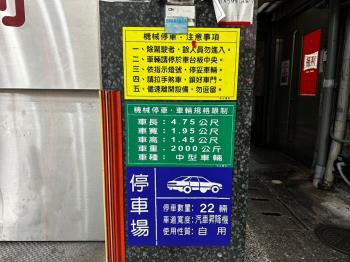 機械停車．注意事項
一、除駕駛者，餘人員勿進入。
二、車輛請停於車台板中央。
三、依指示燈號，停妥車輛。
四、請拉手煞車，鎖好車門。
五、儘速離開設備，勿逗留。
機械停車．車輛規格限制
車長：4.75公尺
車寬：1.95公尺
車高：1.45公尺
車重：2000公斤
車種：中型車輛
停車場
停車數量：22輛
車道寬度：汽車昇降機
使用性質：自用